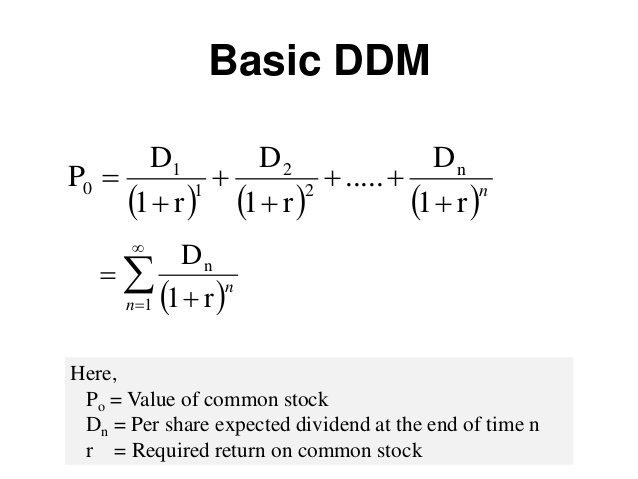 Basic DDM
P₀ = D₁/(1 + r)¹ + D₂/(1 + r)² + ..... + Dₙ/(1 + r)ⁿ
= ∑ₙ₌₁^∞ Dₙ/(1 + r)ⁿ
Here,
Pₒ = Value of common stock
Dₙ = Per share expected dividend at the end of time n
r = Required return on common stock